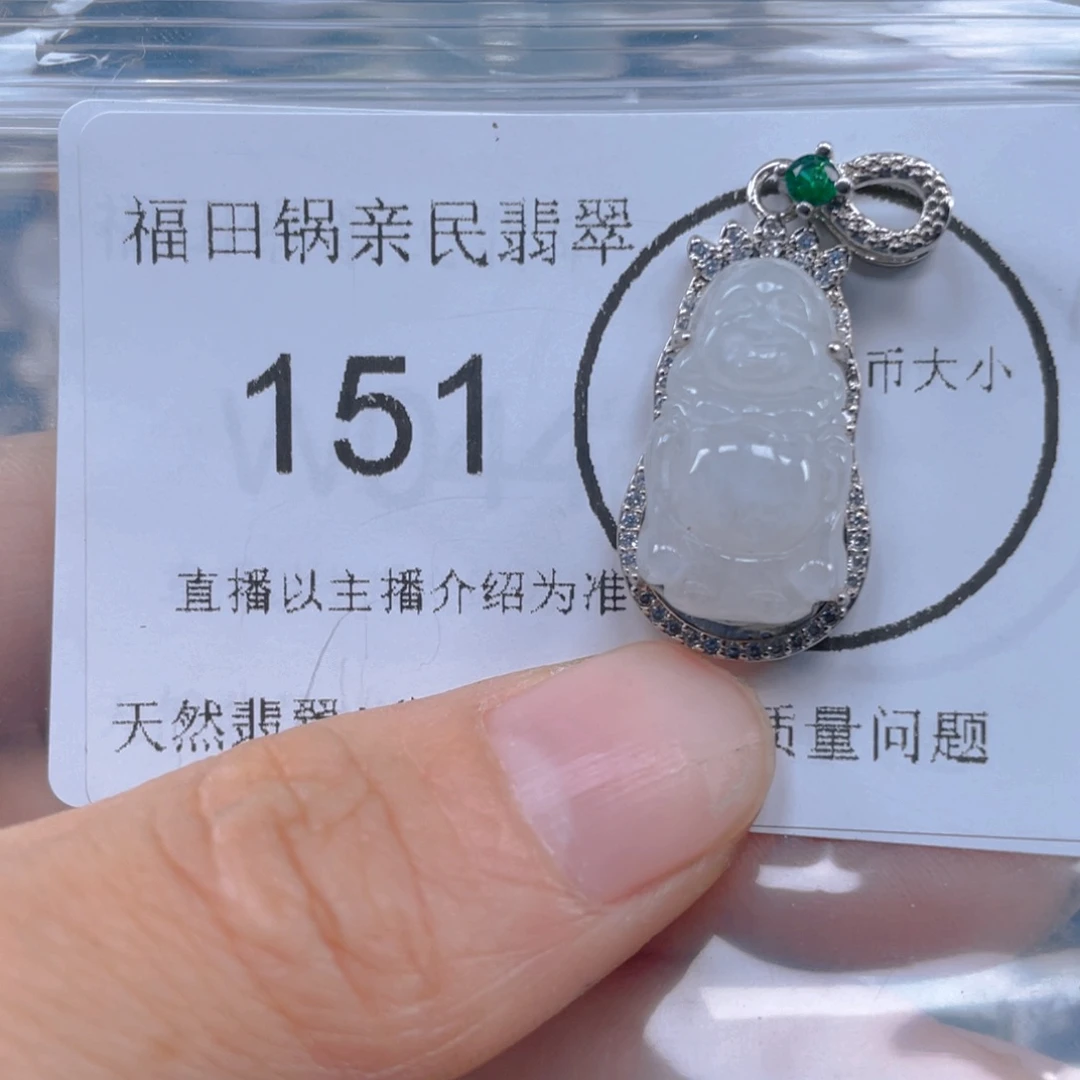 福田锅亲民翡翠
151
币大小
直播以主播介绍为准
天然翡翠
质量问题